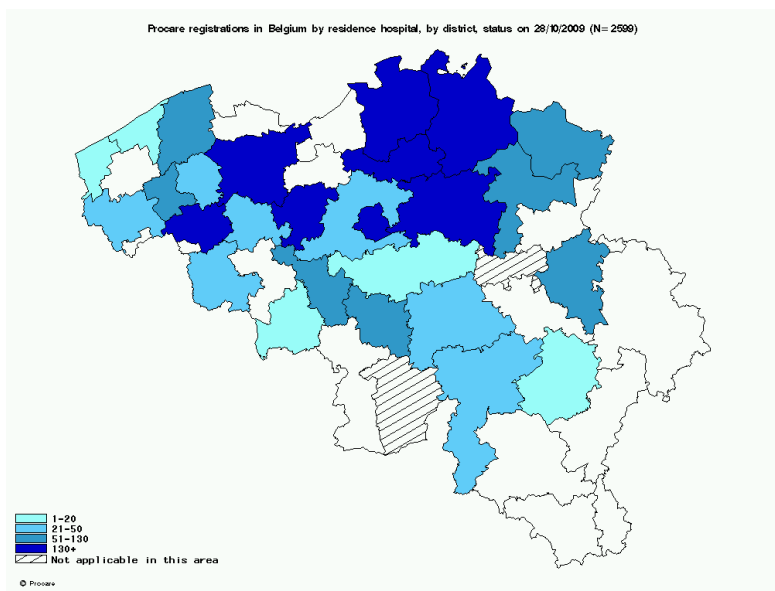 Procare registrations in Belgium by residence hospital, by district, status on 28/10/2009 (N=2599)
1-20
21-50
51-130
130+
Not applicable in this area
© Procare